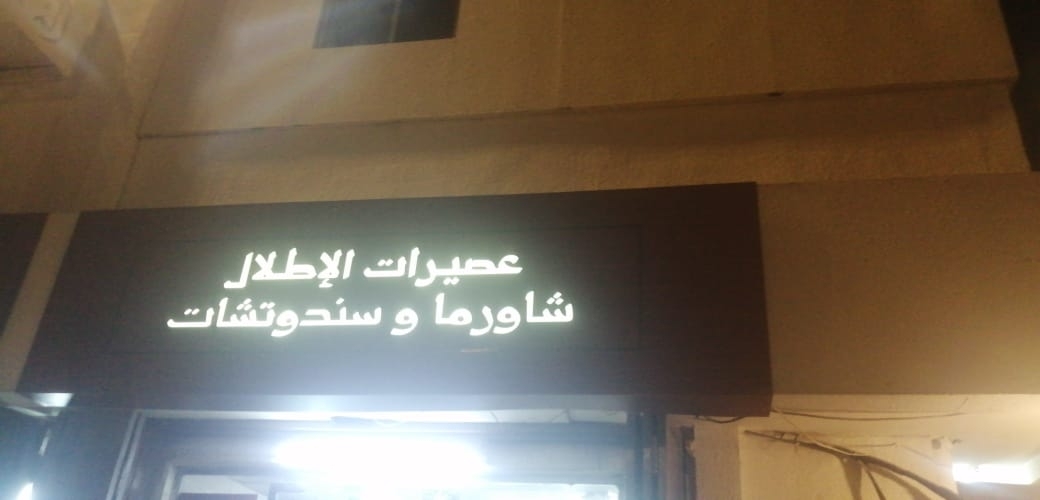 عصيرات الإطلال
شاورما و سندوتشات